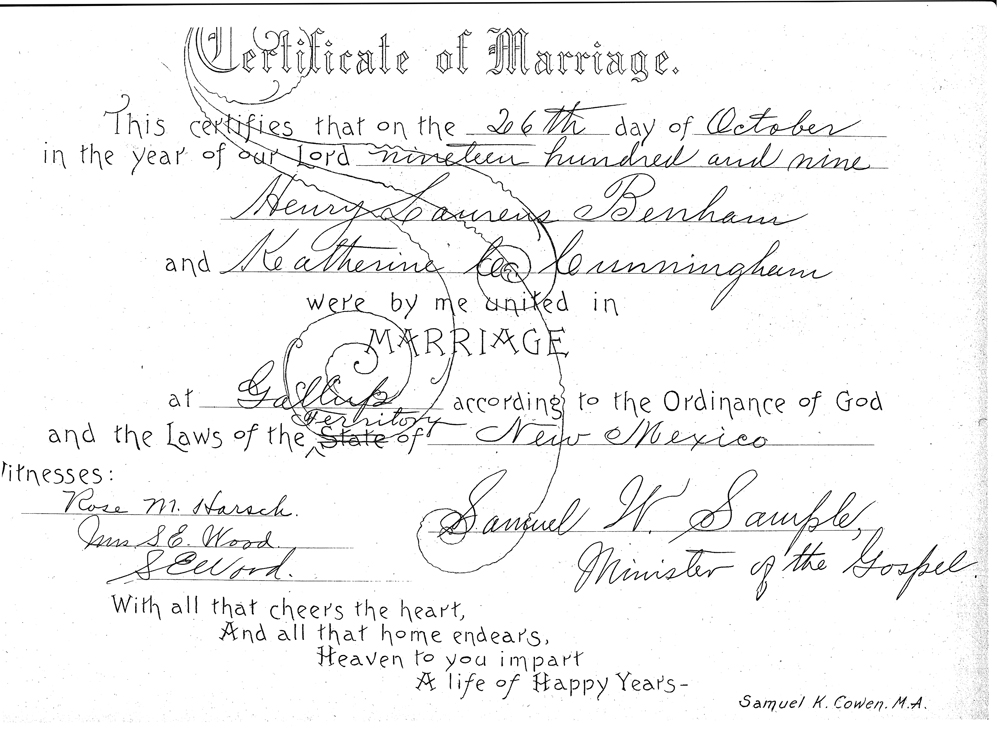 Certificate of Marriage.
This certifies that on the 26th day of October
in the year of our Lord nineteen hundred and nine
Henry Laurens Benham
and Katherine C. Cunningham
were by me united in
MARRIAGE
at Gallup according to the Ordinance of God
Territory
and the Laws of the State of New Mexico
Witnesses:
Rose M. Harsch.
Mrs S.E. Wood
S E Wood.
Samuel W. Sample,
Minister of the Gospel.
With all that cheers the heart,
And all that home endears,
Heaven to you impart
A life of Happy Years-
Samuel K. Cowen. M.A.